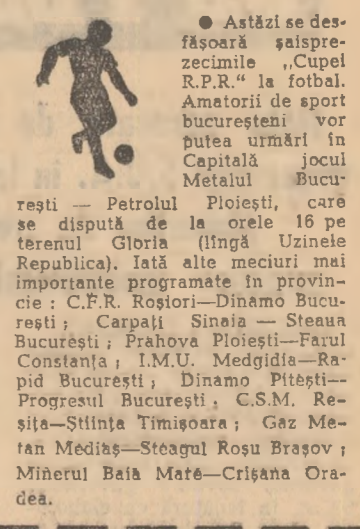 ● Astăzi se des-
fășoară șaispre-
zecimile „Cupei
R.P.R.“ la fotbal.
Amatorii de sport
bucureșteni vor
putea urmări în
Capitală jocul
Metalul Bucu-
rești — Petrolul Ploiești, care
se dispută de la orele 16 pe
terenul Gloria (lîngă Uzinele
Republica). Iată alte meciuri mai
importante programate în provin-
cie : C.F.R. Roșiori—Dinamo Bucu-
rești ; Carpați Sinaia — Steaua
București ; Prahova Ploiești—Farul
Constanța ; I.M.U. Medgidia—Ra-
pid București ; Dinamo Pitești—
Progresul București . C.S.M. Re-
șița—Știința Timișoara ; Gaz Me-
tan Mediaș—Steagul Roșu Brașov ;
Minerul Baia Mare—Crișana Ora-
dea.